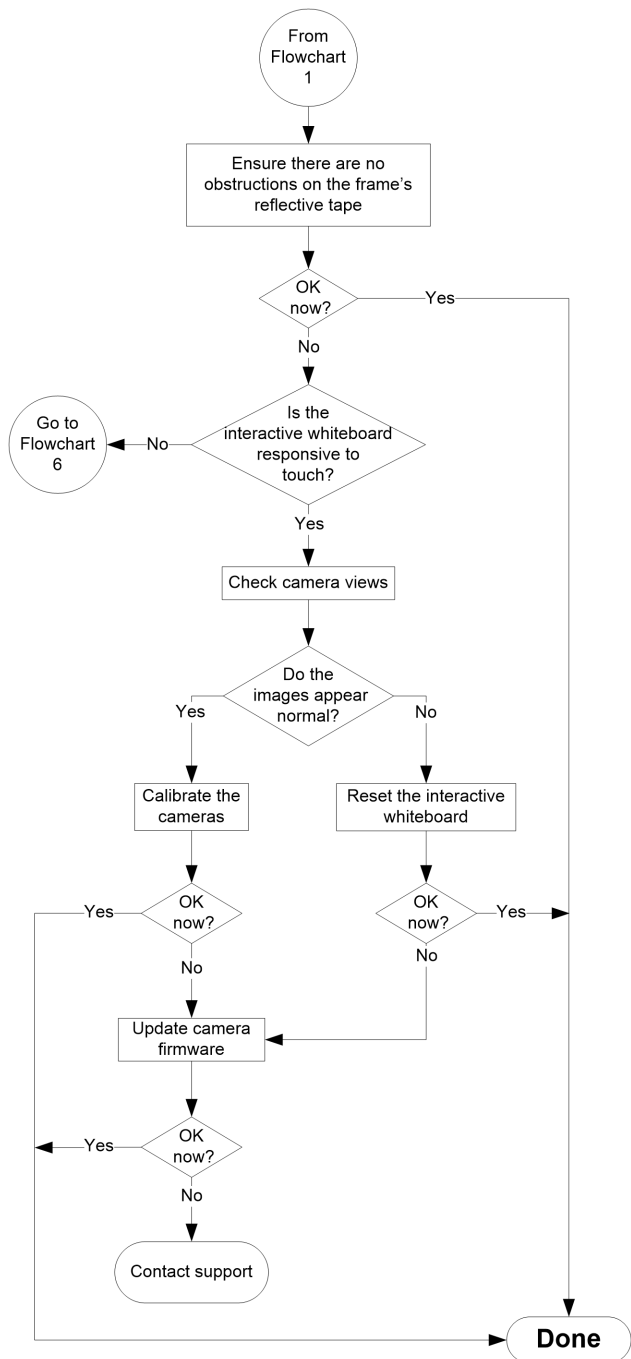 From
Flowchart
1
Ensure there are no
obstructions on the frame’s
reflective tape
OK
now?
Yes
No
Is the
interactive whiteboard
responsive to
touch?
No
Go to
Flowchart
6
Yes
Check camera views
Do the
images appear
normal?
Yes
No
Calibrate the
cameras
Reset the interactive
whiteboard
OK
now?
Yes
No
OK
now?
Yes
No
Update camera
firmware
OK
now?
Yes
No
Contact support
Done